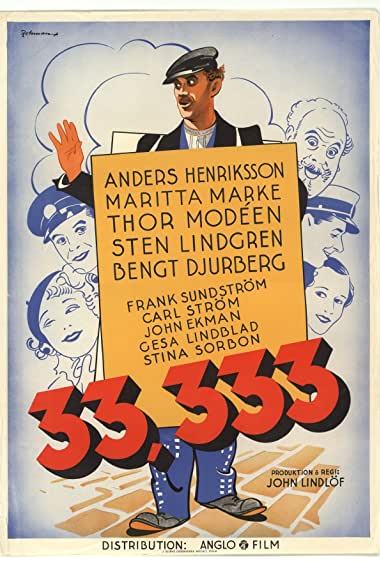 ANDERS HENRIKSSON
MARITTA MARKE
THOR MODÉEN
STEN LINDGREN
BENGT DJURBERG
FRANK SUNDSTRÖM
CARL STRÖM
JOHN EKMAN
GESA LINDBLAD
STINA SORBON
33,333
PRODUKTION & REGI:
JOHN LINDLÖF
DISTRIBUTION: ANGLO FILM